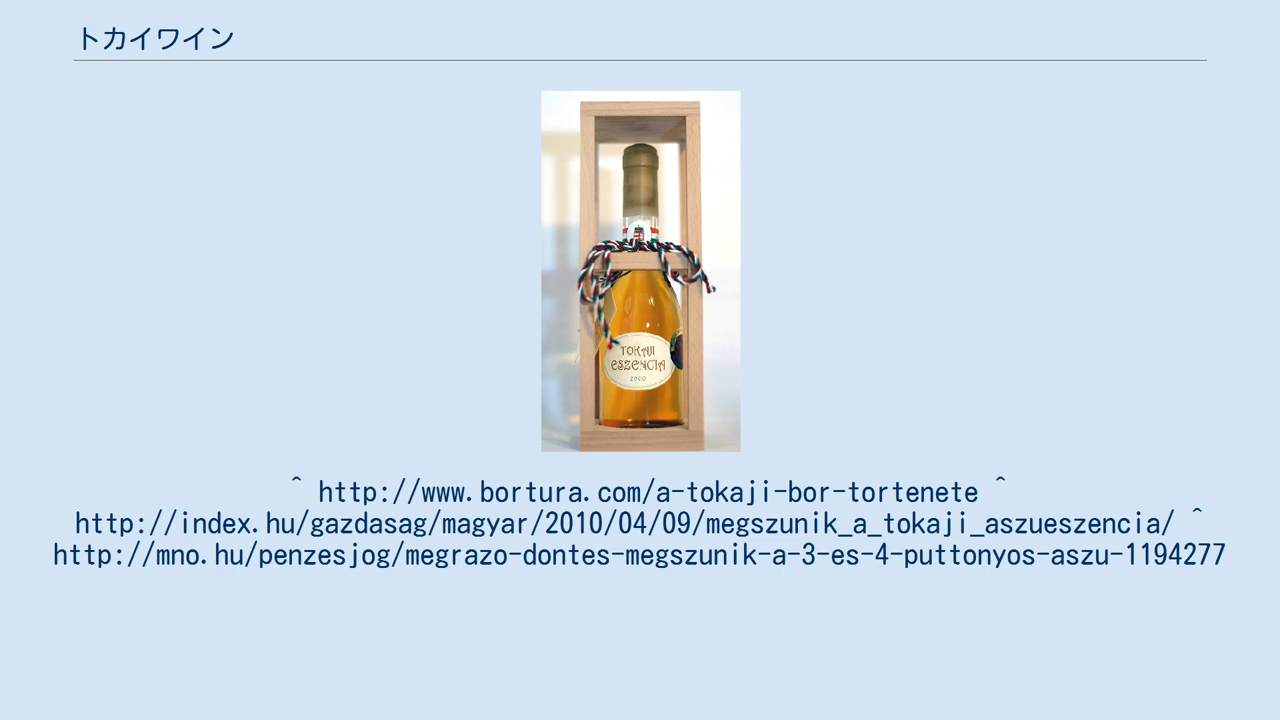 トカイワイン
TOKAJI
ESZENCIA
2000
^ http://www.bortura.com/a-tokaji-bor-tortenete ^
http://index.hu/gazdasag/magyar/2010/04/09/megszunik_a_tokaji_aszueszencia/ ^
http://mno.hu/penzesjog/megrazo-dontes-megszunik-a-3-es-4-puttonyos-aszu-1194277